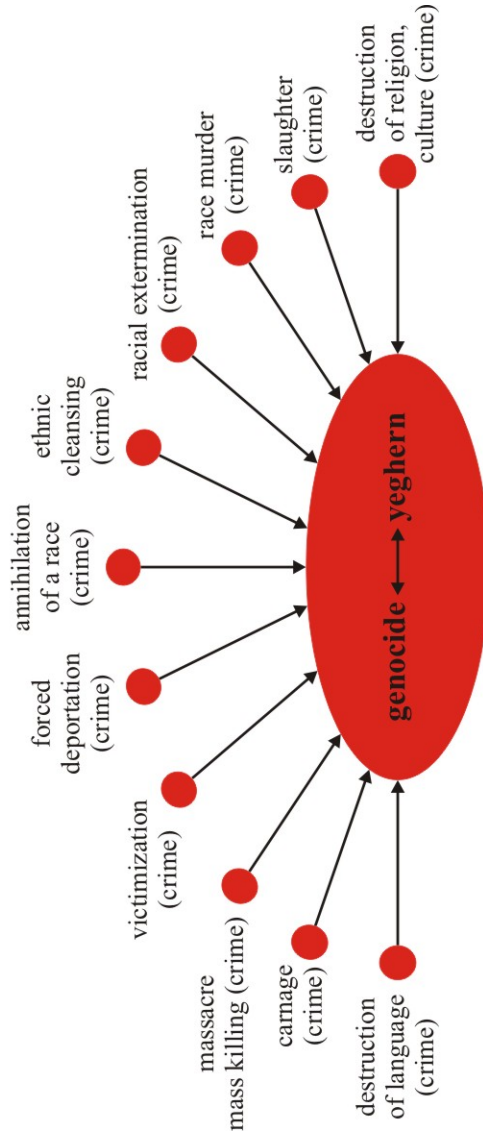 destruction
of language (crime)
carnage
(crime)
massacre
mass killing (crime)
victimization
(crime)
forced
deportation
(crime)
annihilation
of a race
(crime)
ethnic
cleansing
(crime)
racial extermination
(crime)
race murder
(crime)
slaughter
(crime)
destruction
of religion,
culture (crime)
genocide ↔ yeghern